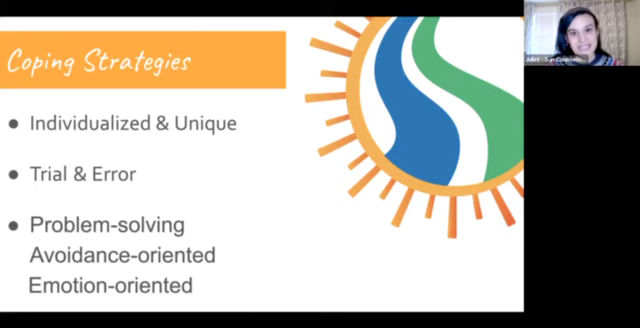 Coping Strategies
● Individualized & Unique
● Trial & Error
● Problem-solving
Avoidance-oriented
Emotion-oriented